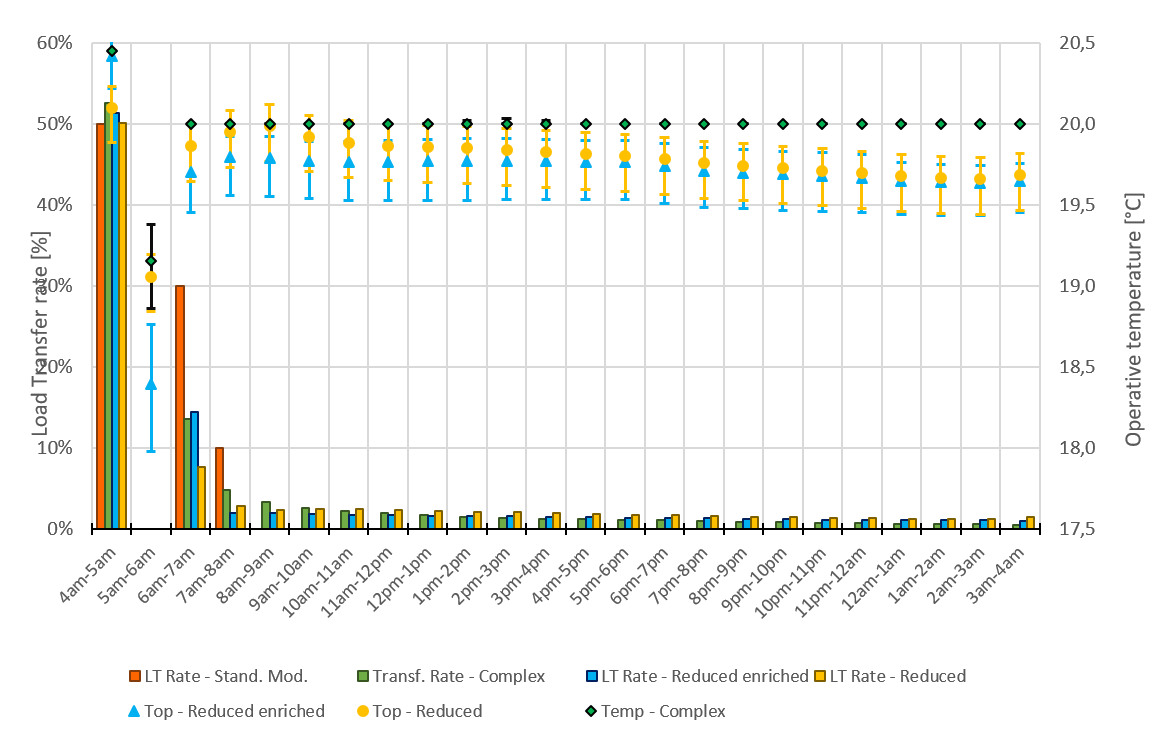 60%
50%
40%
30%
20%
10%
0%
Load Transfer rate [%]
20,5
20,0
19,5
19,0
18,5
18,0
17,5
Operative temperature [°C]
4am-5am
5am-6am
6am-7am
7am-8am
8am-9am
9am-10am
10am-11am
11am-12pm
12pm-1pm
1pm-2pm
2pm-3pm
3pm-4pm
4pm-5pm
5pm-6pm
6pm-7pm
7pm-8pm
8pm-9pm
9pm-10pm
10pm-11pm
11pm-12am
12am-1am
1am-2am
2am-3am
3am-4am
LT Rate - Stand. Mod. Transf. Rate - Complex LT Rate - Reduced enriched LT Rate - Reduced
Top - Reduced enriched Top - Reduced Temp - Complex